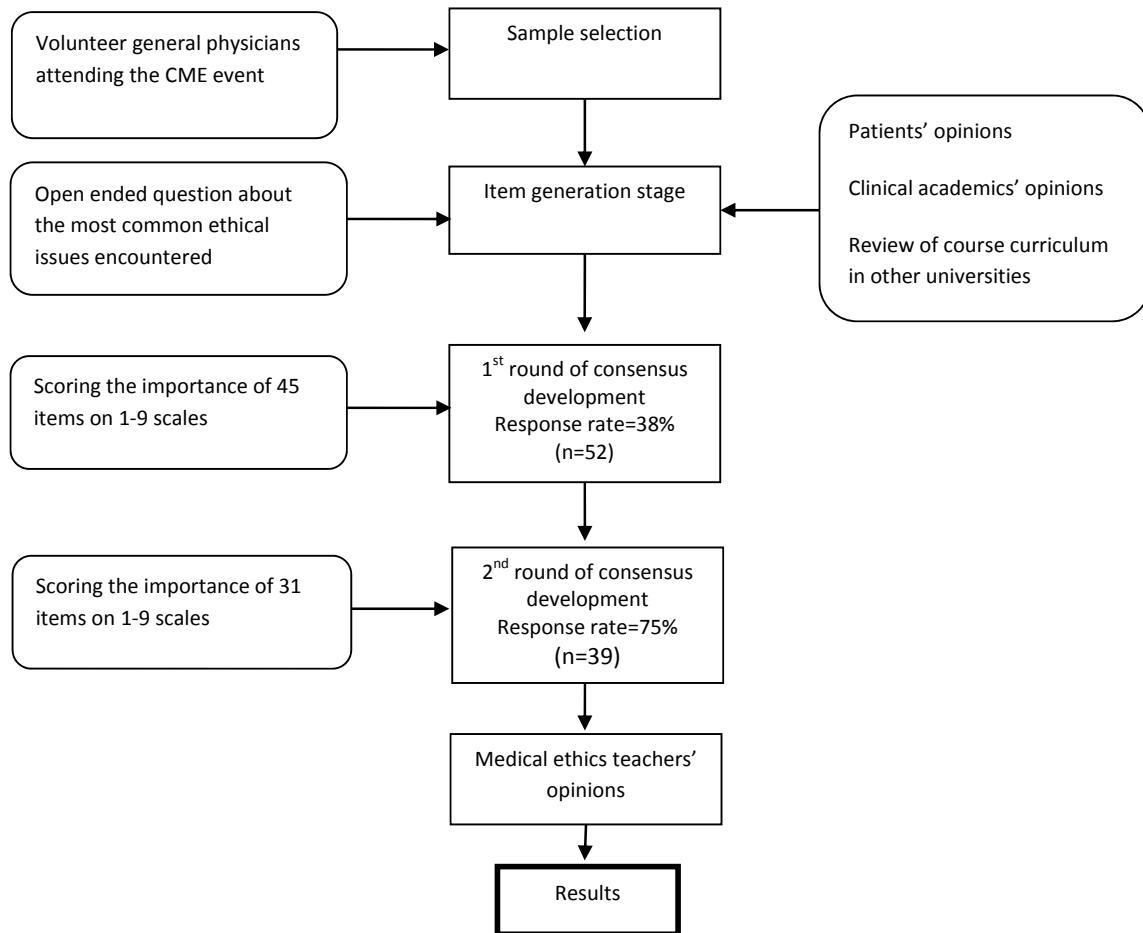 Volunteer general physicians
attending the CME event
Sample selection
Open ended question about
the most common ethical
issues encountered
Item generation stage
Patients’ opinions
Clinical academics’ opinions
Review of course curriculum
in other universities
Scoring the importance of 45
items on 1-9 scales
1st round of consensus
development
Response rate=38%
(n=52)
Scoring the importance of 31
items on 1-9 scales
2nd round of consensus
development
Response rate=75%
(n=39)
Medical ethics teachers’
opinions
Results